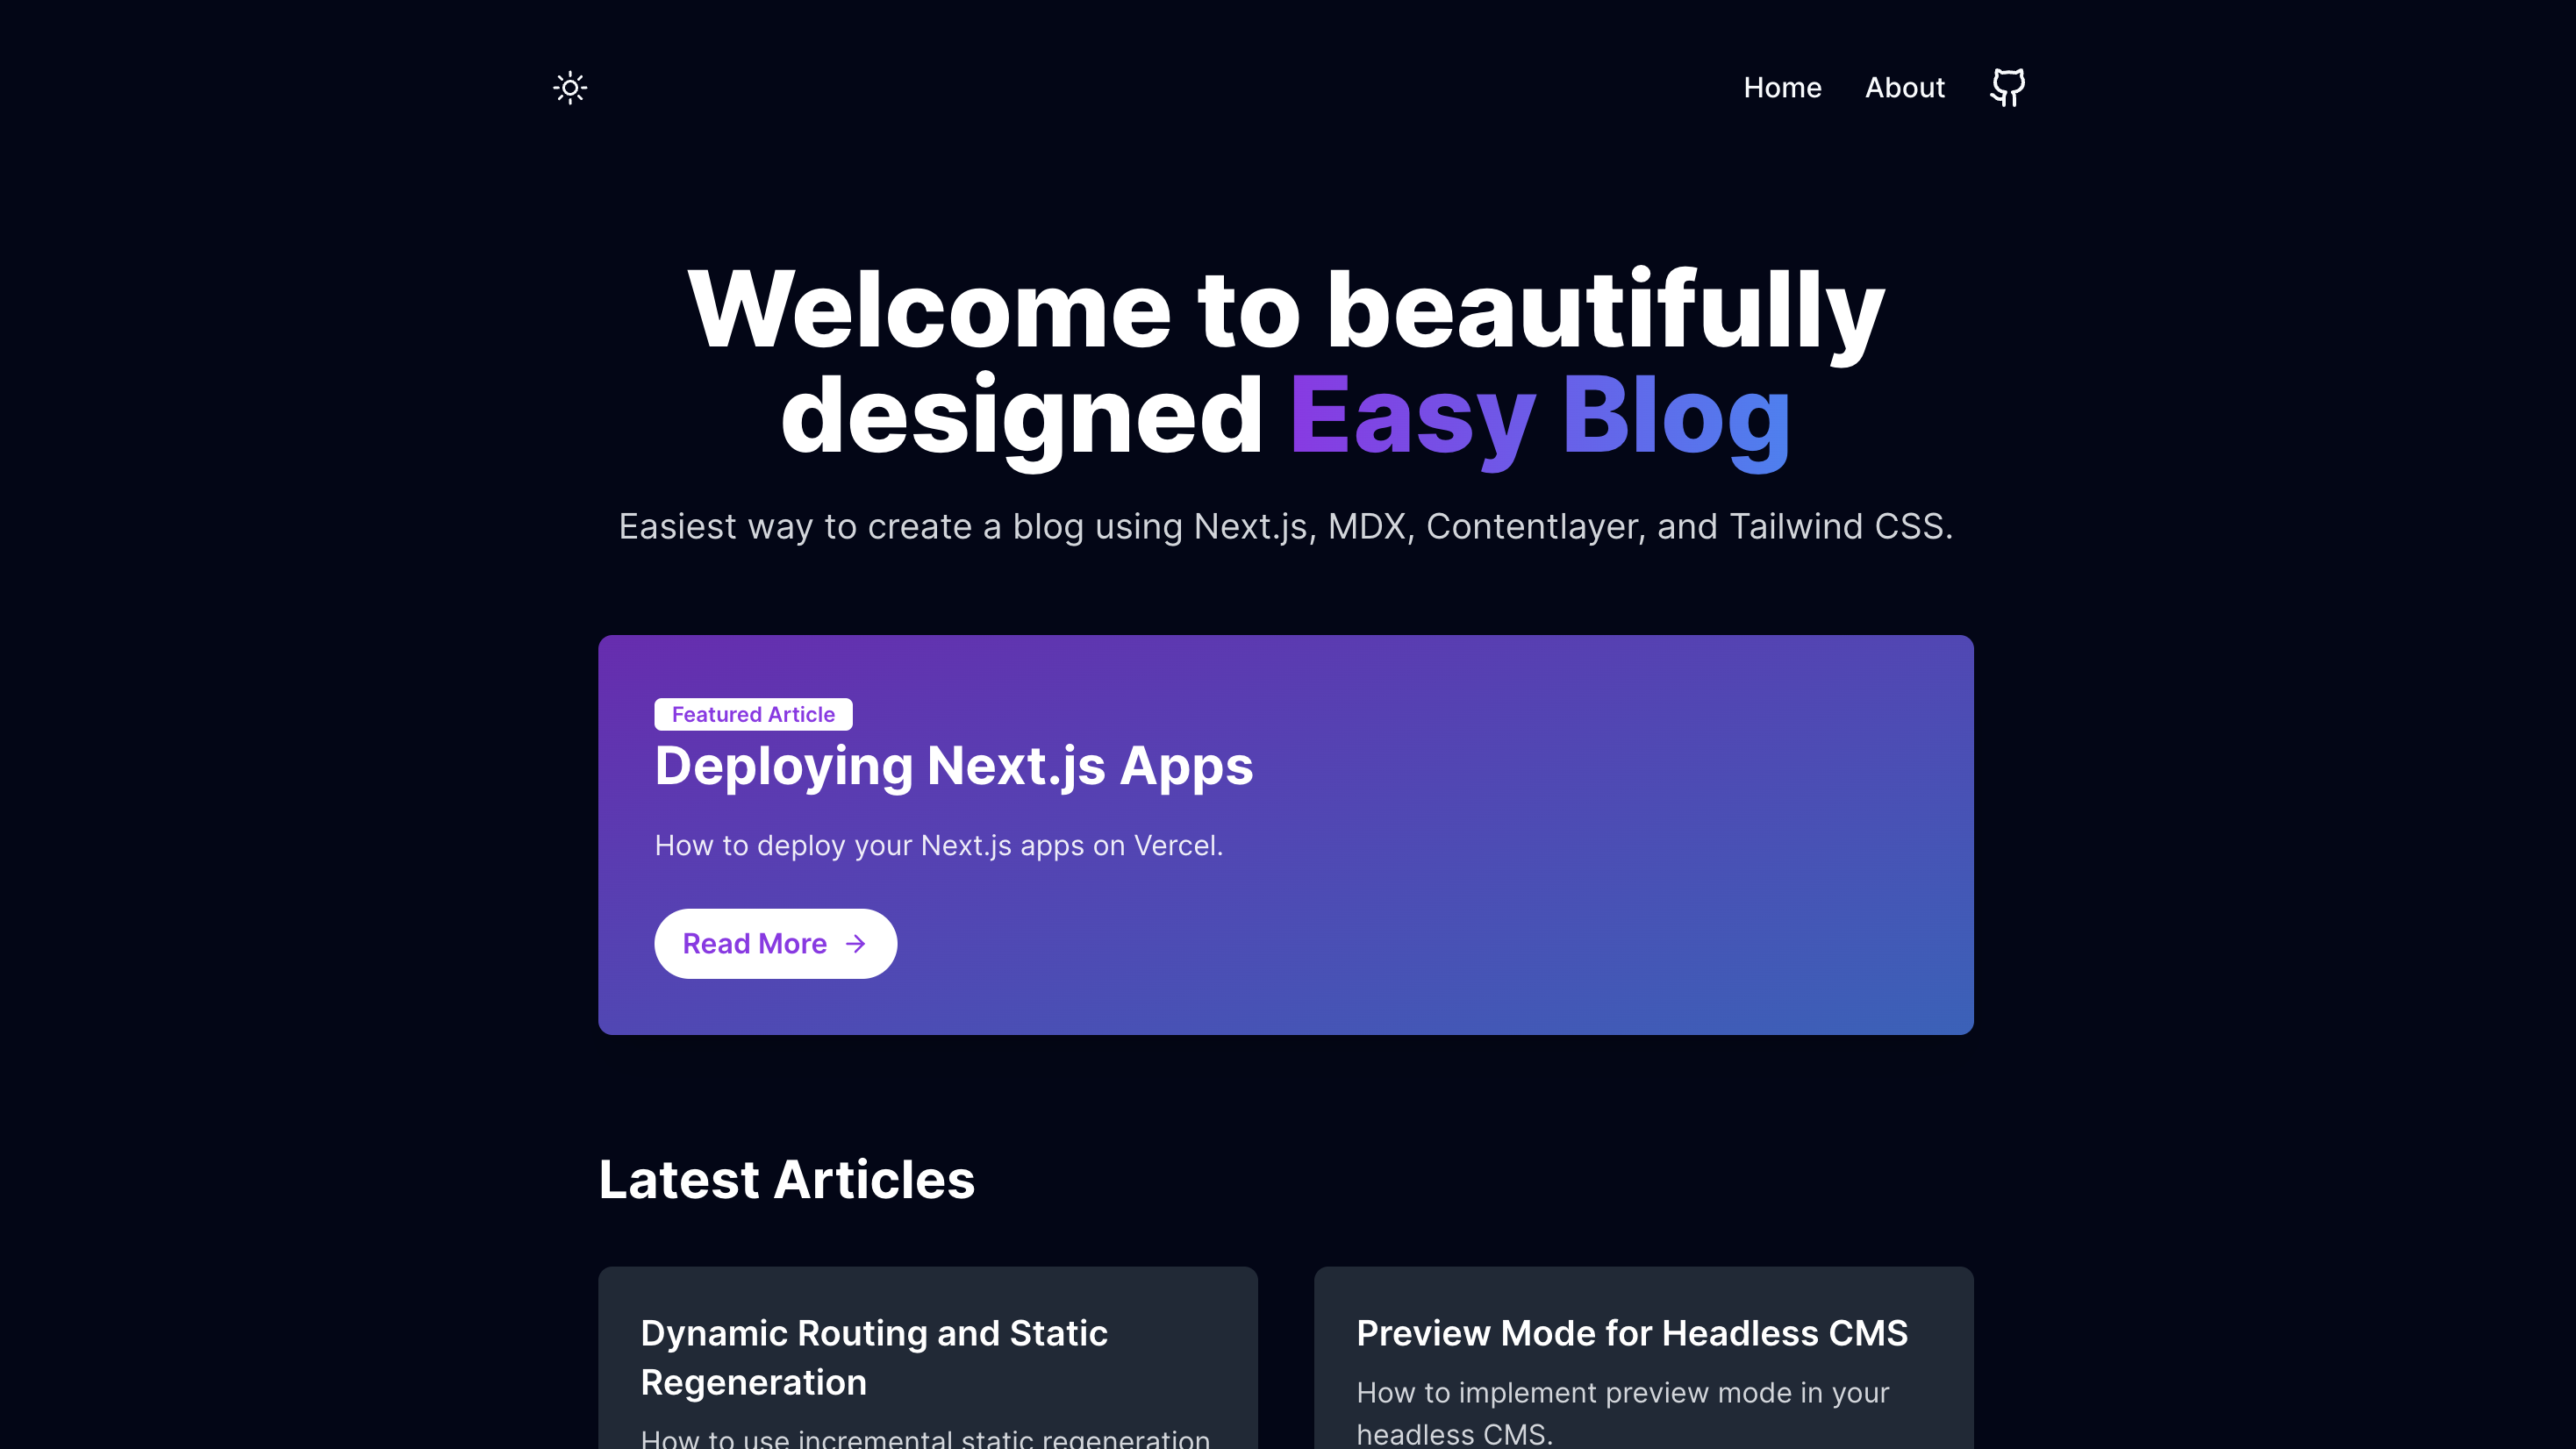 Home About
Welcome to beautifully
designed Easy Blog
Easiest way to create a blog using Next.js, MDX, Contentlayer, and Tailwind CSS.
Featured Article
Deploying Next.js Apps
How to deploy your Next.js apps on Vercel.
Read More
Latest Articles
Dynamic Routing and Static
Regeneration
How to use incremental static regeneration
Preview Mode for Headless CMS
How to implement preview mode in your
headless CMS.